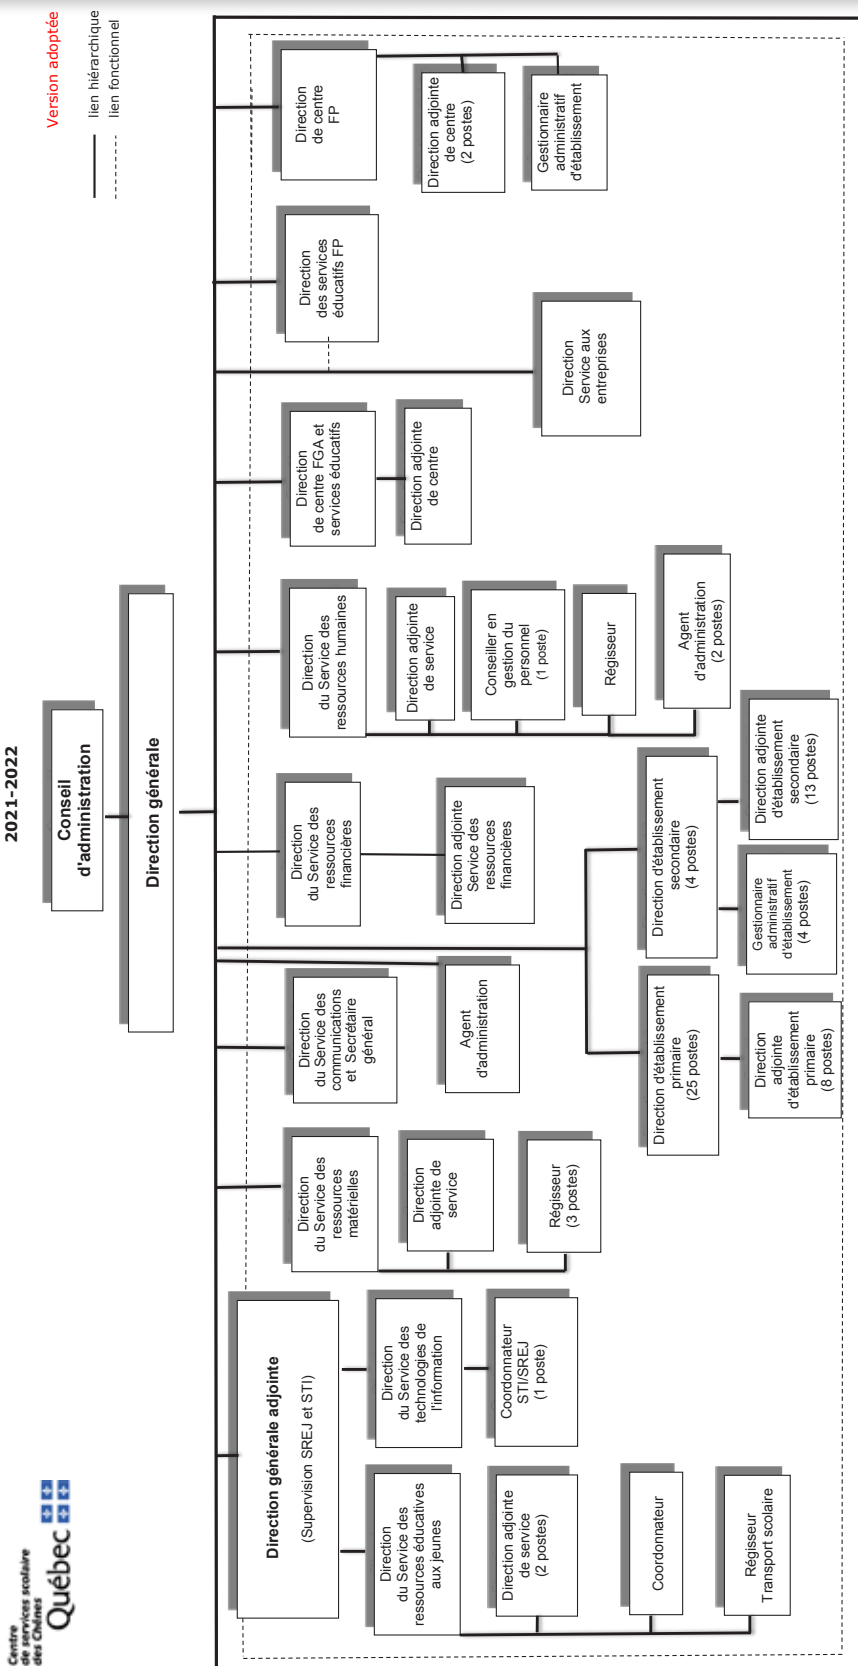 Centre
de services scolaire
des Chênes
Québec
2021-2022
Version adoptée
lien hiérarchique
lien fonctionnel
Conseil
d'administration
Direction générale
Direction générale adjointe
(Supervision SREJ et STI)
Direction
du Service des
ressources éducatives
aux jeunes
Direction adjointe
de service
(2 postes)
Coordonnateur
Régisseur
Transport scolaire
Direction
du Service des
technologies de
l'information
Coordonnateur
STI/SREJ
(1 poste)
Direction
du Service des
ressources
matérielles
Direction
adjointe de
service
Régisseur
(3 postes)
Direction
du Service des
communications
et Secrétaire
général
Agent
d'administration
Direction d'établissement
primaire
(25 postes)
Direction
adjointe
d'établissement
primaire
(8 postes)
Direction d'établissement
secondaire
(4 postes)
Gestionnaire
administratif
d'établissement
(4 postes)
Direction adjointe
d'établissement
secondaire
(13 postes)
Direction
du Service des
ressources
financières
Direction adjointe
Service des
ressources
financières
Direction
du Service des
ressources humaines
Direction adjointe
de service
Conseiller en
gestion du
personnel
(1 poste)
Régisseur
Agent
d'administration
(2 postes)
Direction
de centre FGA et
services éducatifs
Direction adjointe
de centre
Direction
Service aux
entreprises
Direction
des services
éducatifs FP
Direction
de centre
FP
Direction adjointe
de centre
(2 postes)
Gestionnaire
administratif
d'établissement